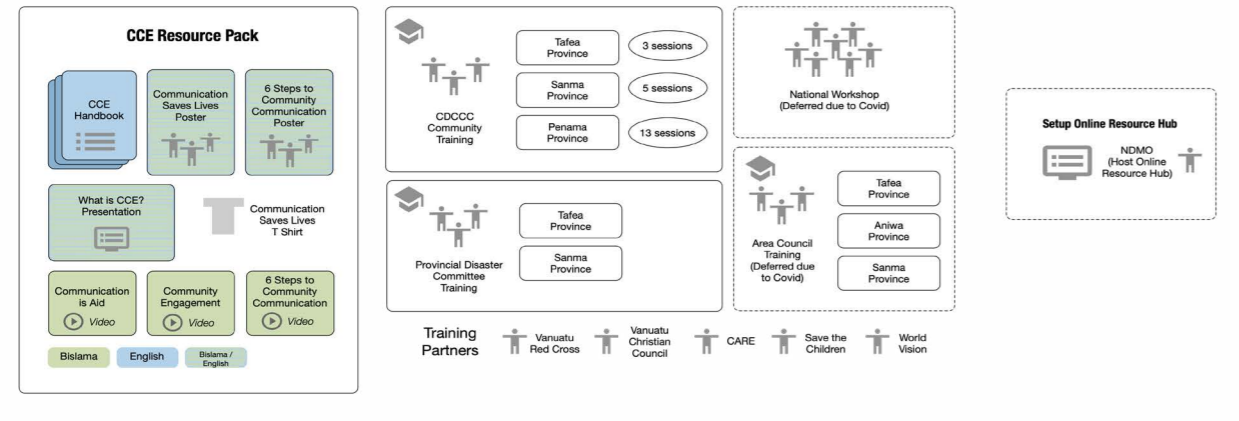 CCE Resource Pack
CCE
Handbook
Communication
Saves Lives
Poster
6 Steps to
Community
Communication
Poster
What is CCE?
Presentation
Communication
Saves Lives
T Shirt
Communication
is Aid
Video
Community
Engagement
Video
6 Steps to
Community
Communication
Video
Bislama
English
Bislama /
English
CDCCC
Community
Training
Tafea
Province
3 sessions
Sanma
Province
5 sessions
Penama
Province
13 sessions
Provincial Disaster
Committee
Training
Tafea
Province
Sanma
Province
National Workshop
(Deferred due to Covid)
Area Council
Training
(Deferred due
to Covid)
Tafea
Province
Aniwa
Province
Sanma
Province
Training
Partners
Vanuatu
Red Cross
Vanuatu
Christian
Council
CARE
Save the
Children
World
Vision
Setup Online Resource Hub
NDMO
(Host Online
Resource Hub)